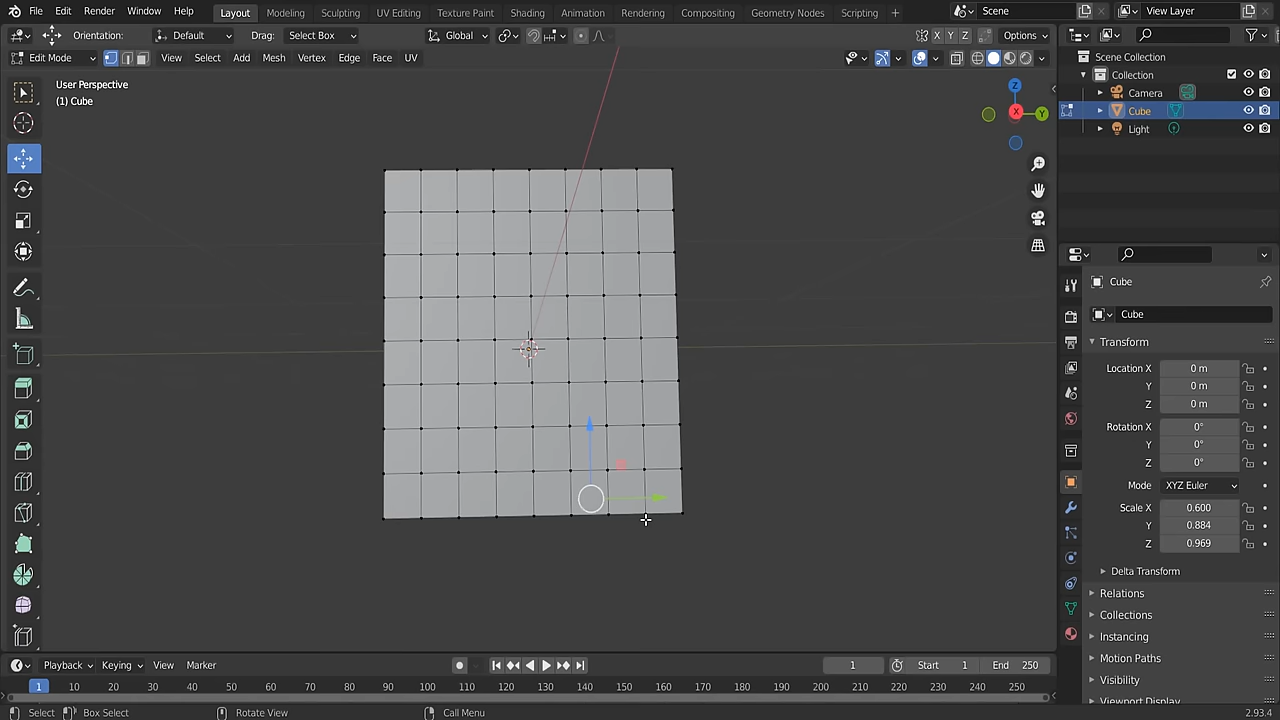 File Edit Render Window Help Layout Modeling Sculpting UV Editing Texture Paint Shading Animation Rendering Compositing Geometry Nodes Scripting + Scene View Layer
Orientation: Default Drag: Select Box Global X Y Z Options
Edit Mode View Select Add Mesh Vertex Edge Face UV
User Perspective
(1) Cube
Z
X
Y
Scene Collection
Collection
Camera
Cube
Light
Cube
Cube
Transform
Location X 0 m
Y 0 m
Z 0 m
Rotation X 0°
Y 0°
Z 0°
Mode XYZ Euler
Scale X 0.600
Y 0.884
Z 0.969
Delta Transform
Relations
Collections
Instancing
Motion Paths
Visibility
Viewport Display
Playback Keying View Marker 1 Start 1 End 250
1 10 20 30 40 50 60 70 80 90 100 110 120 130 140 150 160 170 180 190 200 210 220 230 240 250
Select Box Select Rotate View Call Menu 2.93.4